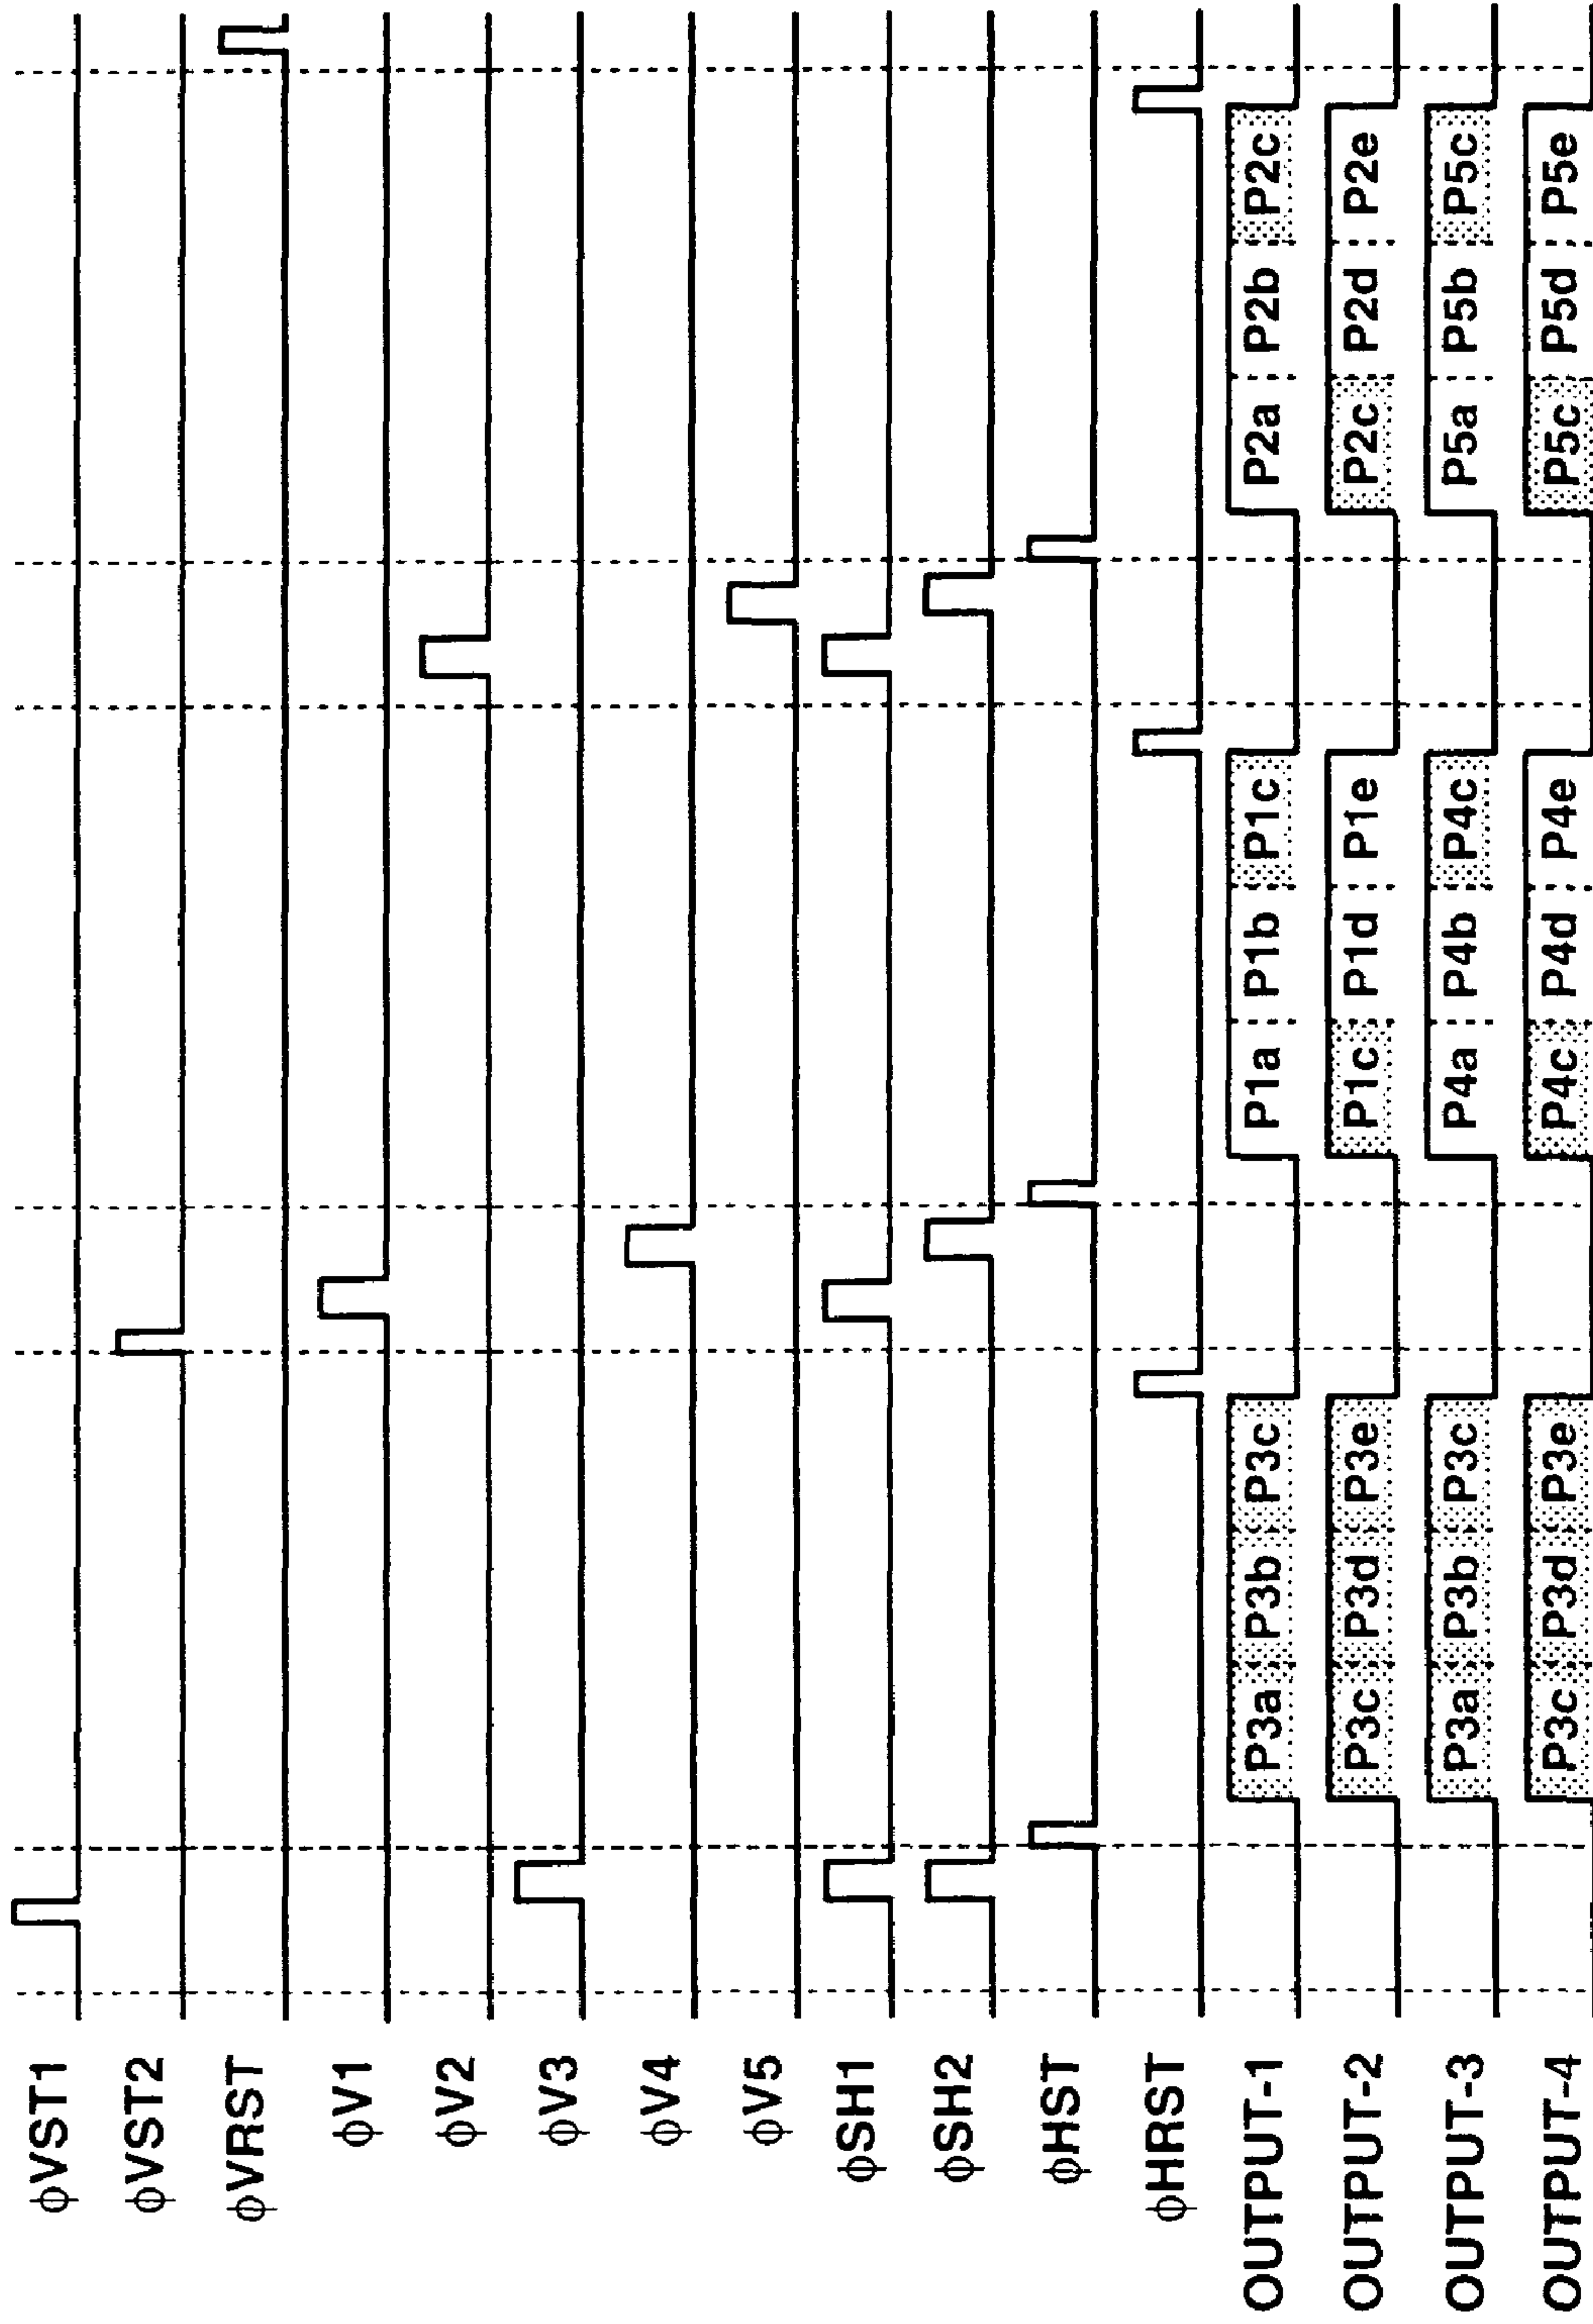 φVST1
φVST2
φVRST
φV1
φV2
φV3
φV4
φV5
φSH1
φSH2
φHST
φHRST
OUTPUT-1 P3a P3b P3c P1a P1b P1c P2a P2b P2c
OUTPUT-2 P3c P3d P3e P1c P1d P1e P2c P2d P2e
OUTPUT-3 P3a P3b P3c P4a P4b P4c P5a P5b P5c
OUTPUT-4 P3c P3d P3e P4c P4d P4e P5c P5d P5e